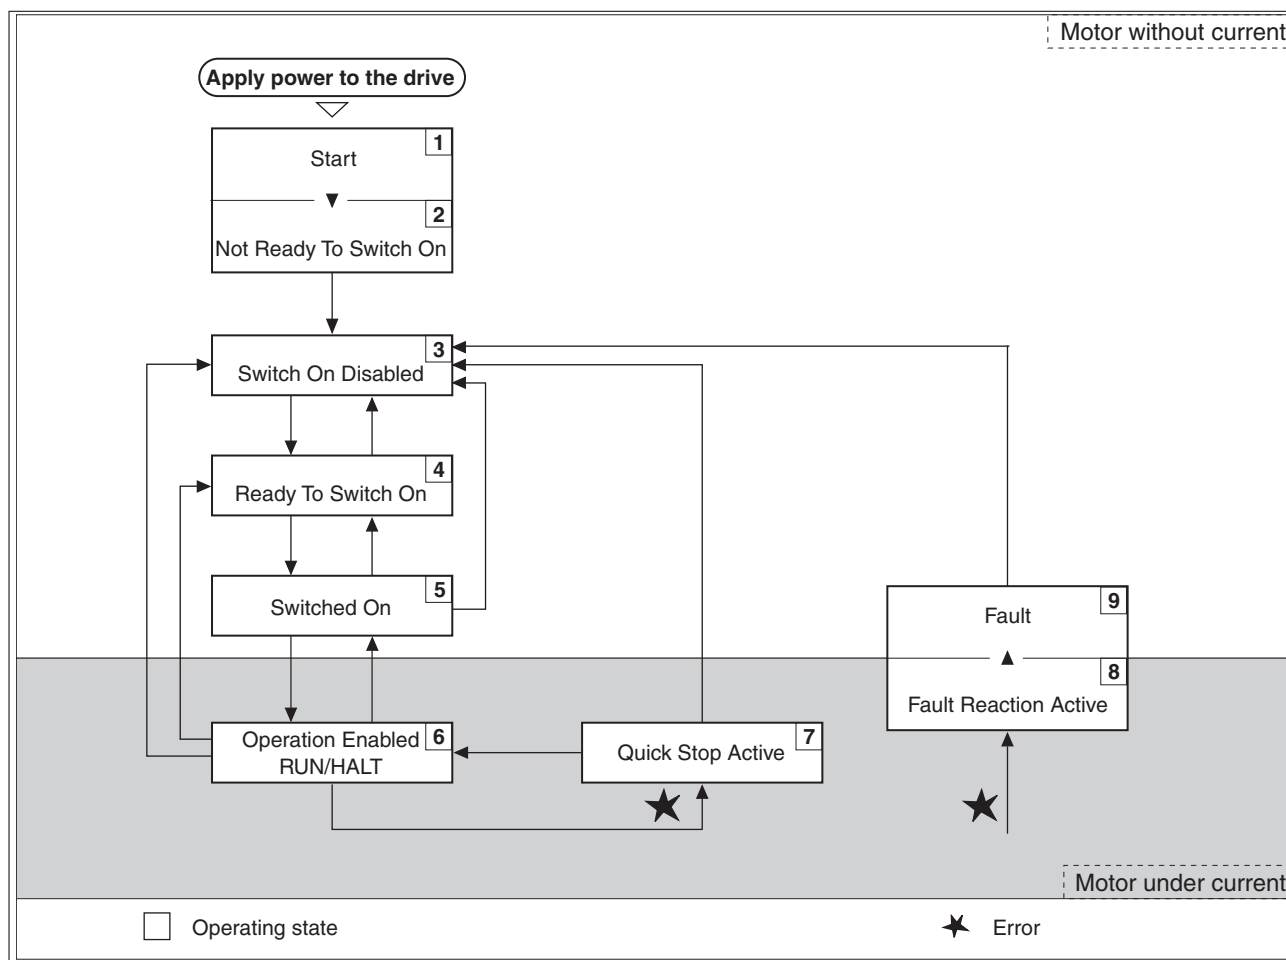 Motor without current
Apply power to the drive
1
Start
2
Not Ready To Switch On
3
Switch On Disabled
4
Ready To Switch On
5
Switched On
9
Fault
8
Fault Reaction Active
6
Operation Enabled
RUN/HALT
7
Quick Stop Active
Motor under current
Operating state
Error